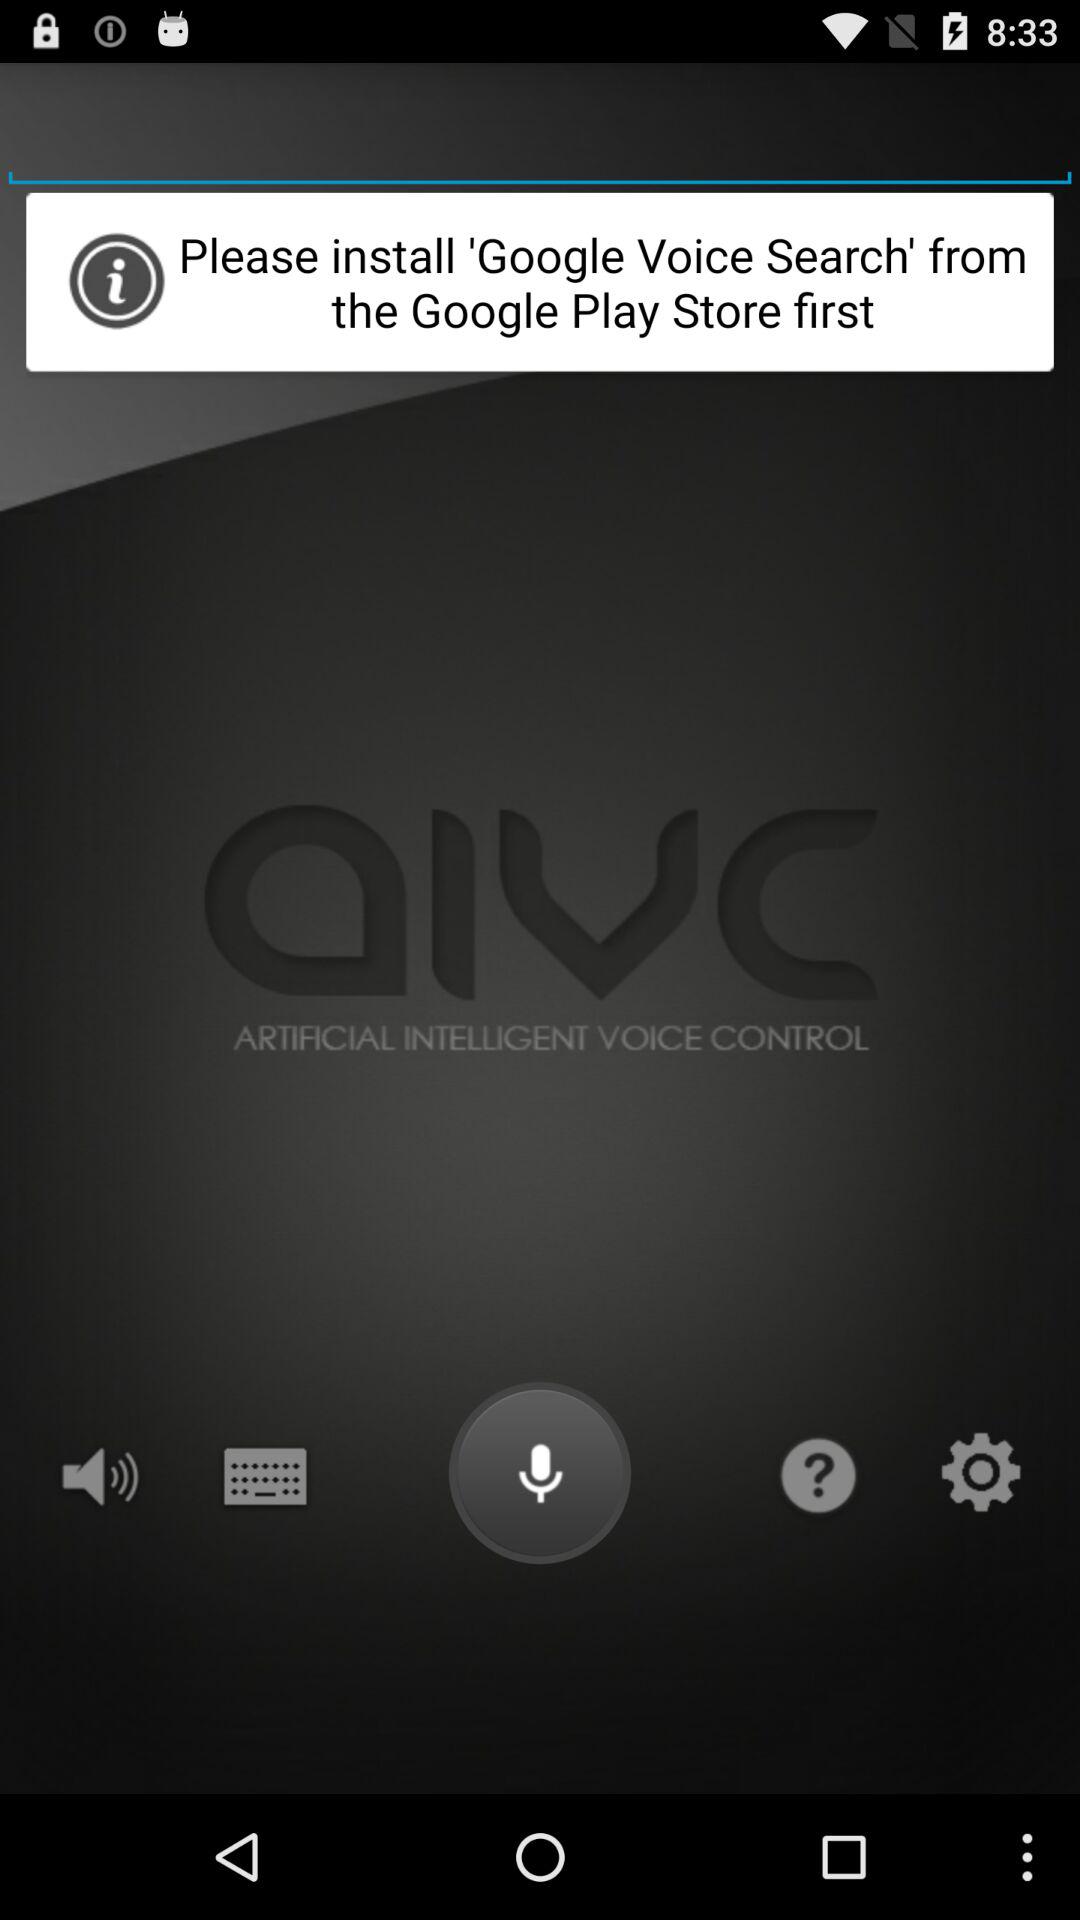 8:33
Please install 'Google Voice Search' from
the Google Play Store first
aivc
ARTIFICIAL INTELLIGENT VOICE CONTROL